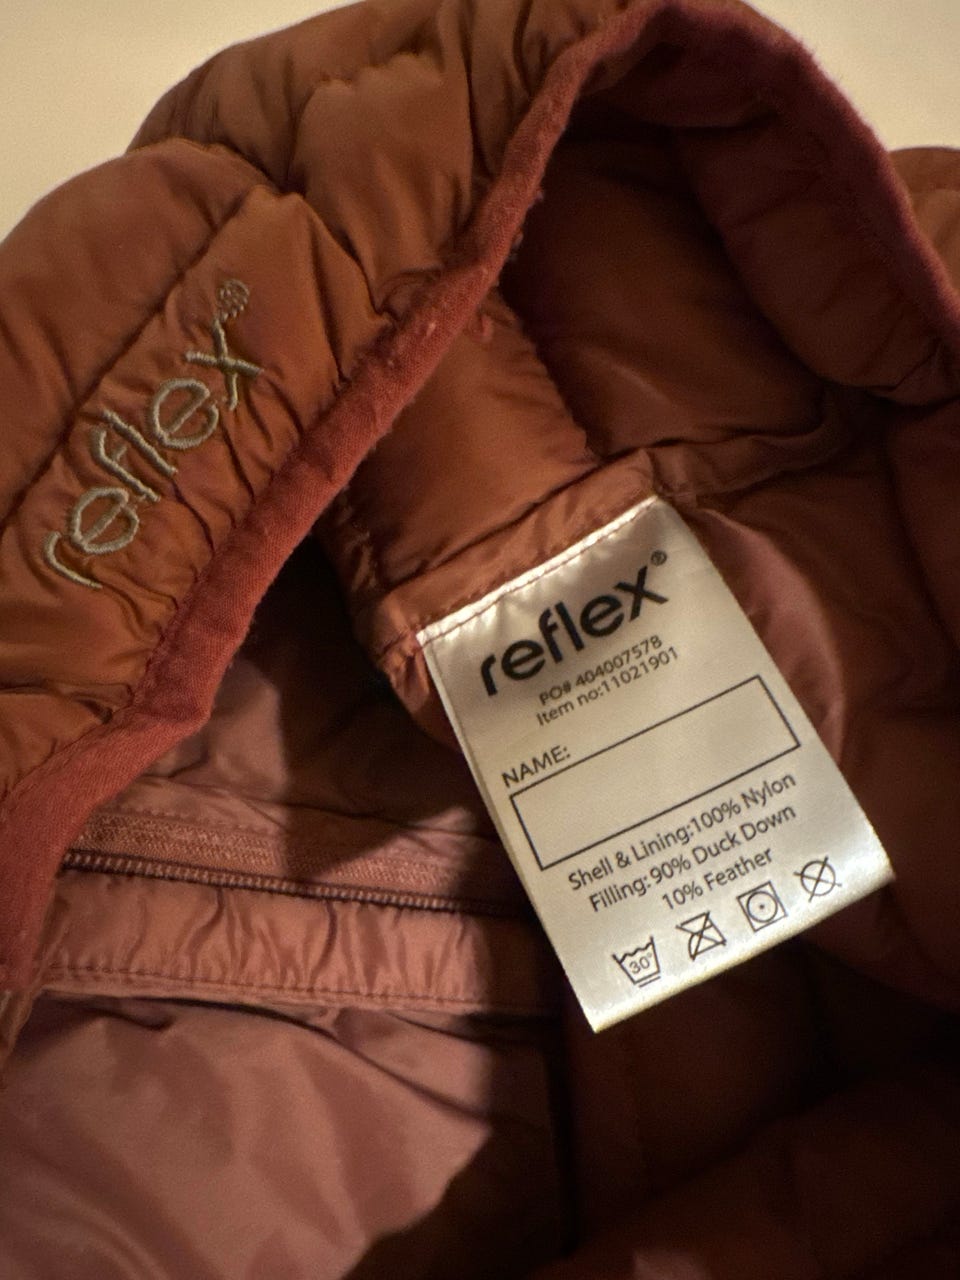 reflex®
reflex®
PO# 404007578
Item no:11021901
NAME:
Shell & Lining:100% Nylon
Filling: 90% Duck Down
10% Feather
30°